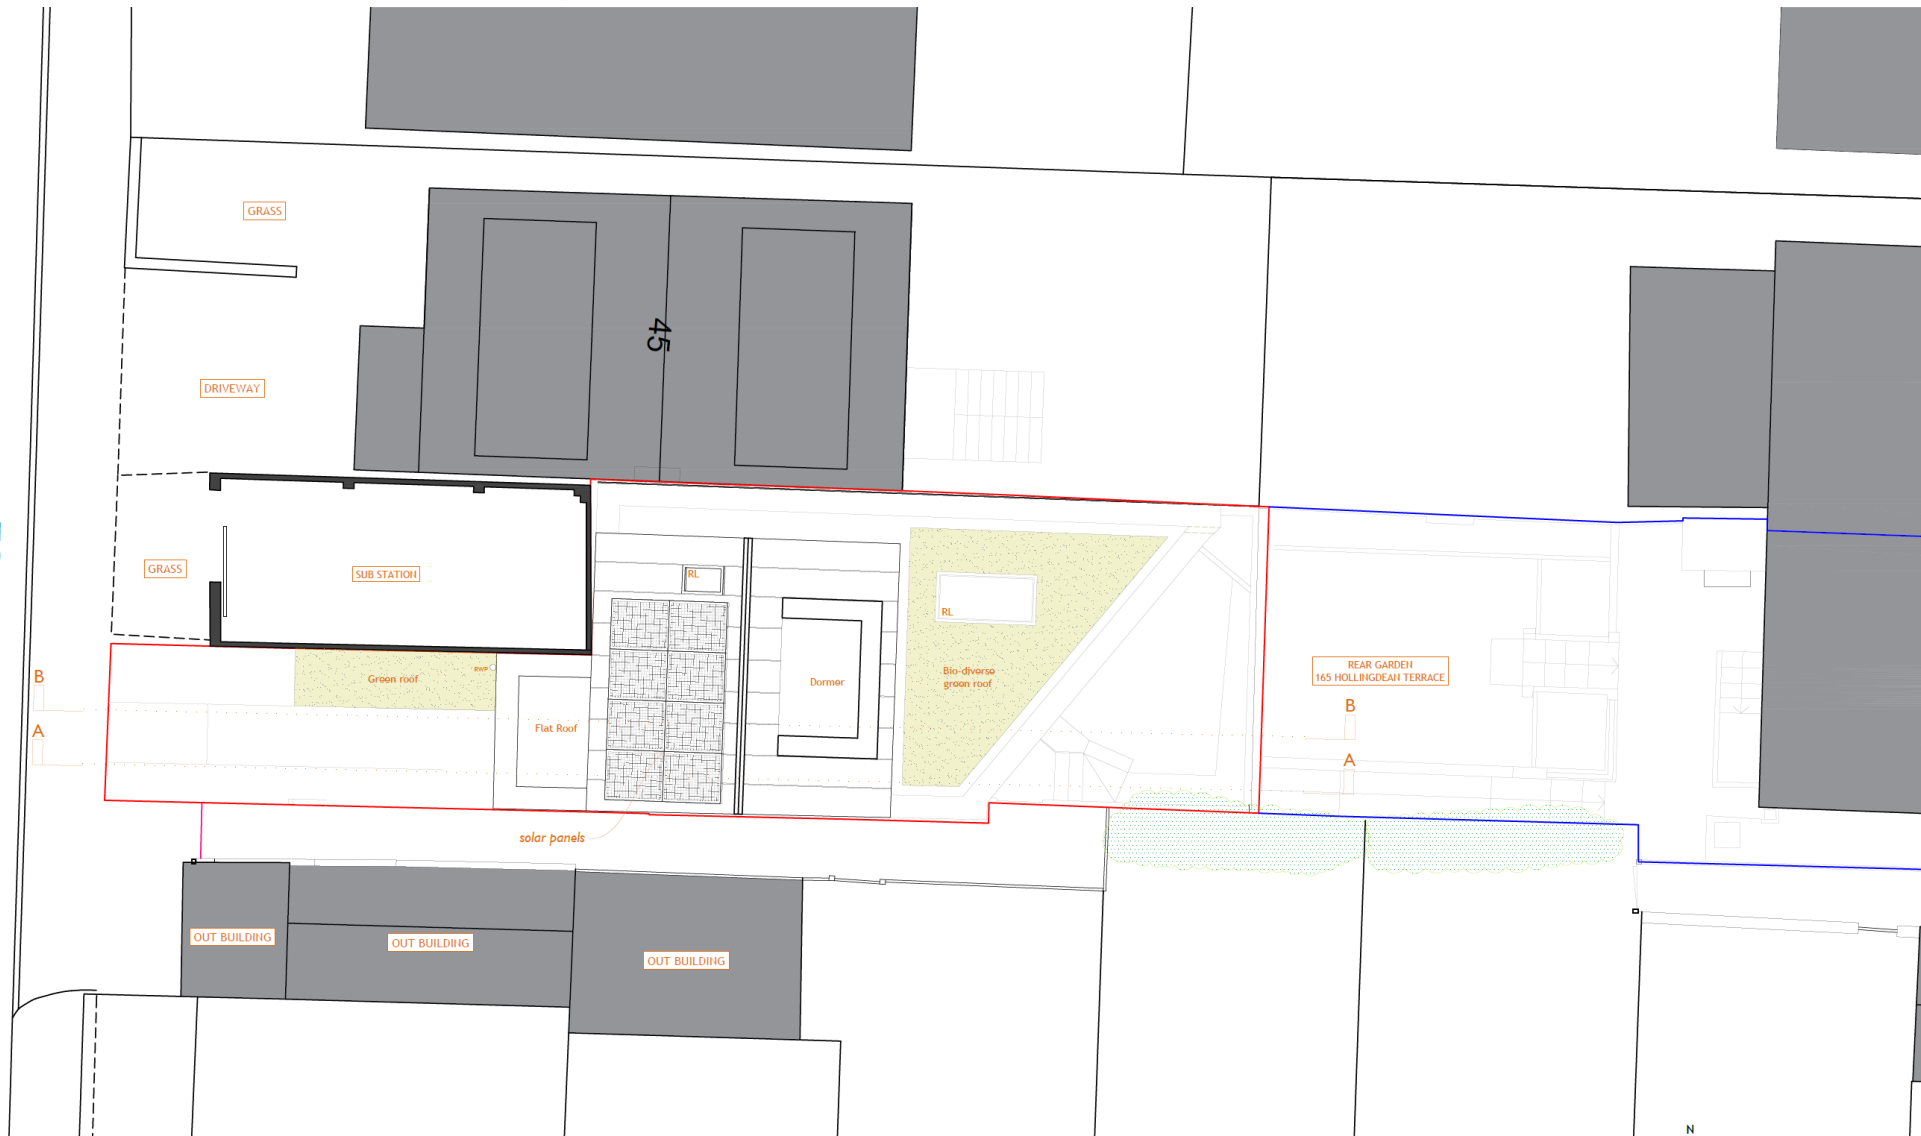 GRASS
45
DRIVEWAY
GRASS
SUB STATION
RL
RL
REAR GARDEN
165 HOLLINGDEAN TERRACE
B
Green roof
RWP
Dormer
Bio-diverse
green roof
B
A
Flat Roof
A
solar panels
OUT BUILDING
OUT BUILDING
OUT BUILDING
N